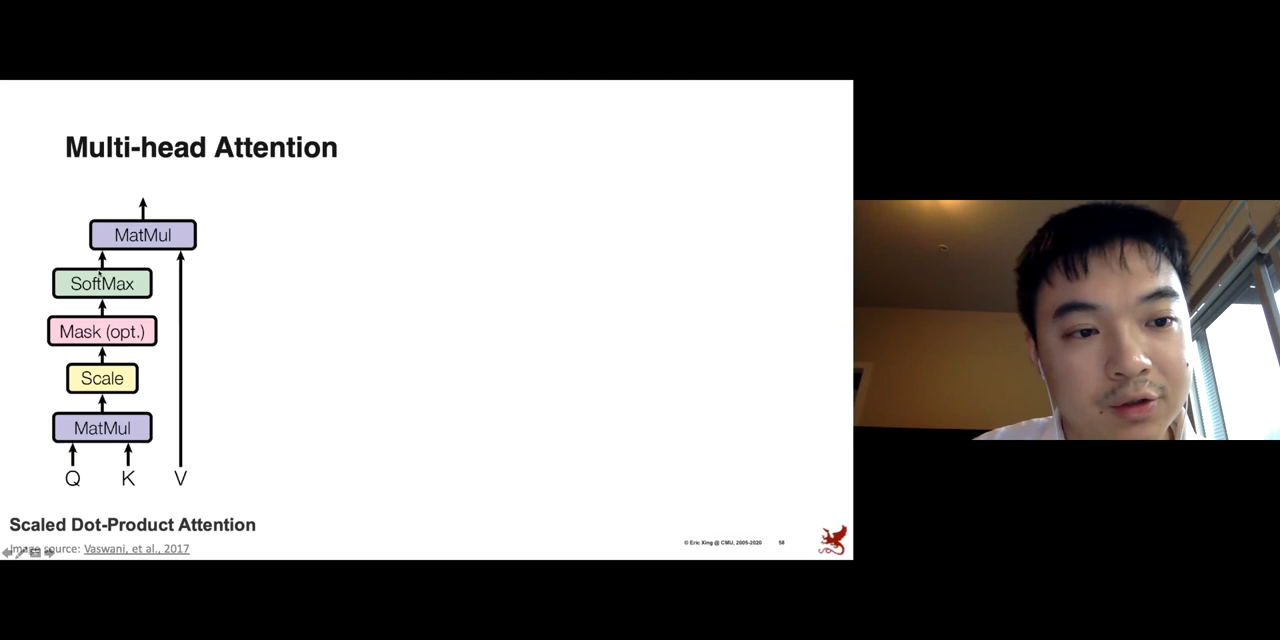 Multi-head Attention
MatMul
SoftMax
Mask (opt.)
Scale
MatMul
Q K V
Scaled Dot-Product Attention
Image source: Vaswani, et al., 2017
© Eric Xing @ CMU, 2005-2020 58